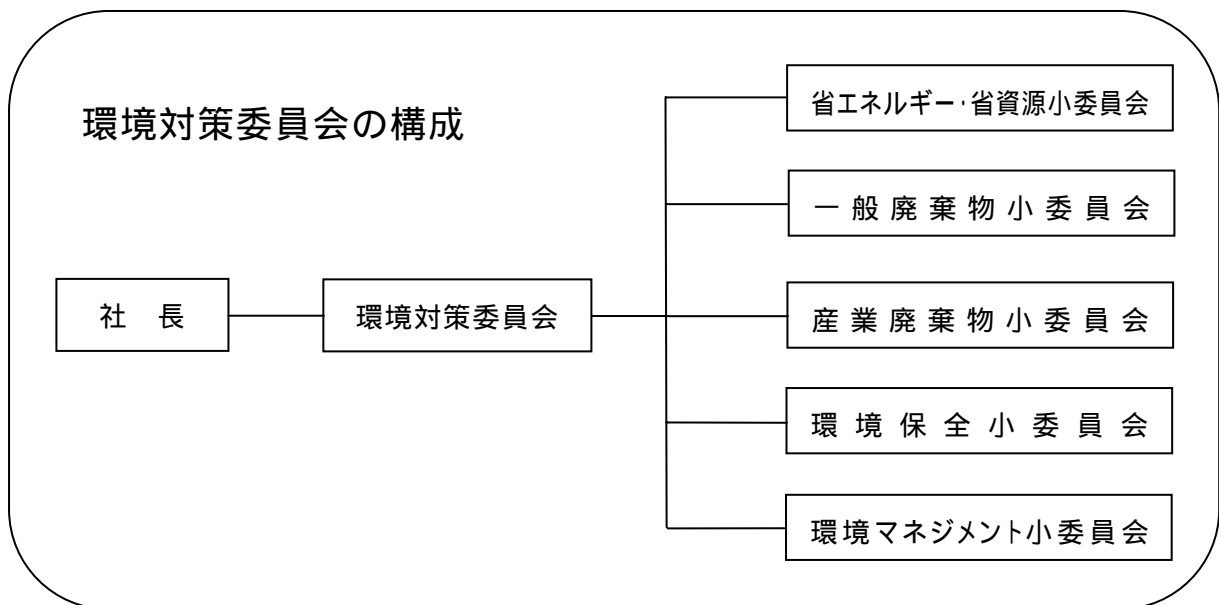 環境対策委員会の構成
社 長
環境対策委員会
省エネルギー・省資源小委員会
一般廃棄物小委員会
産業廃棄物小委員会
環境保全小委員会
環境マネジメント小委員会